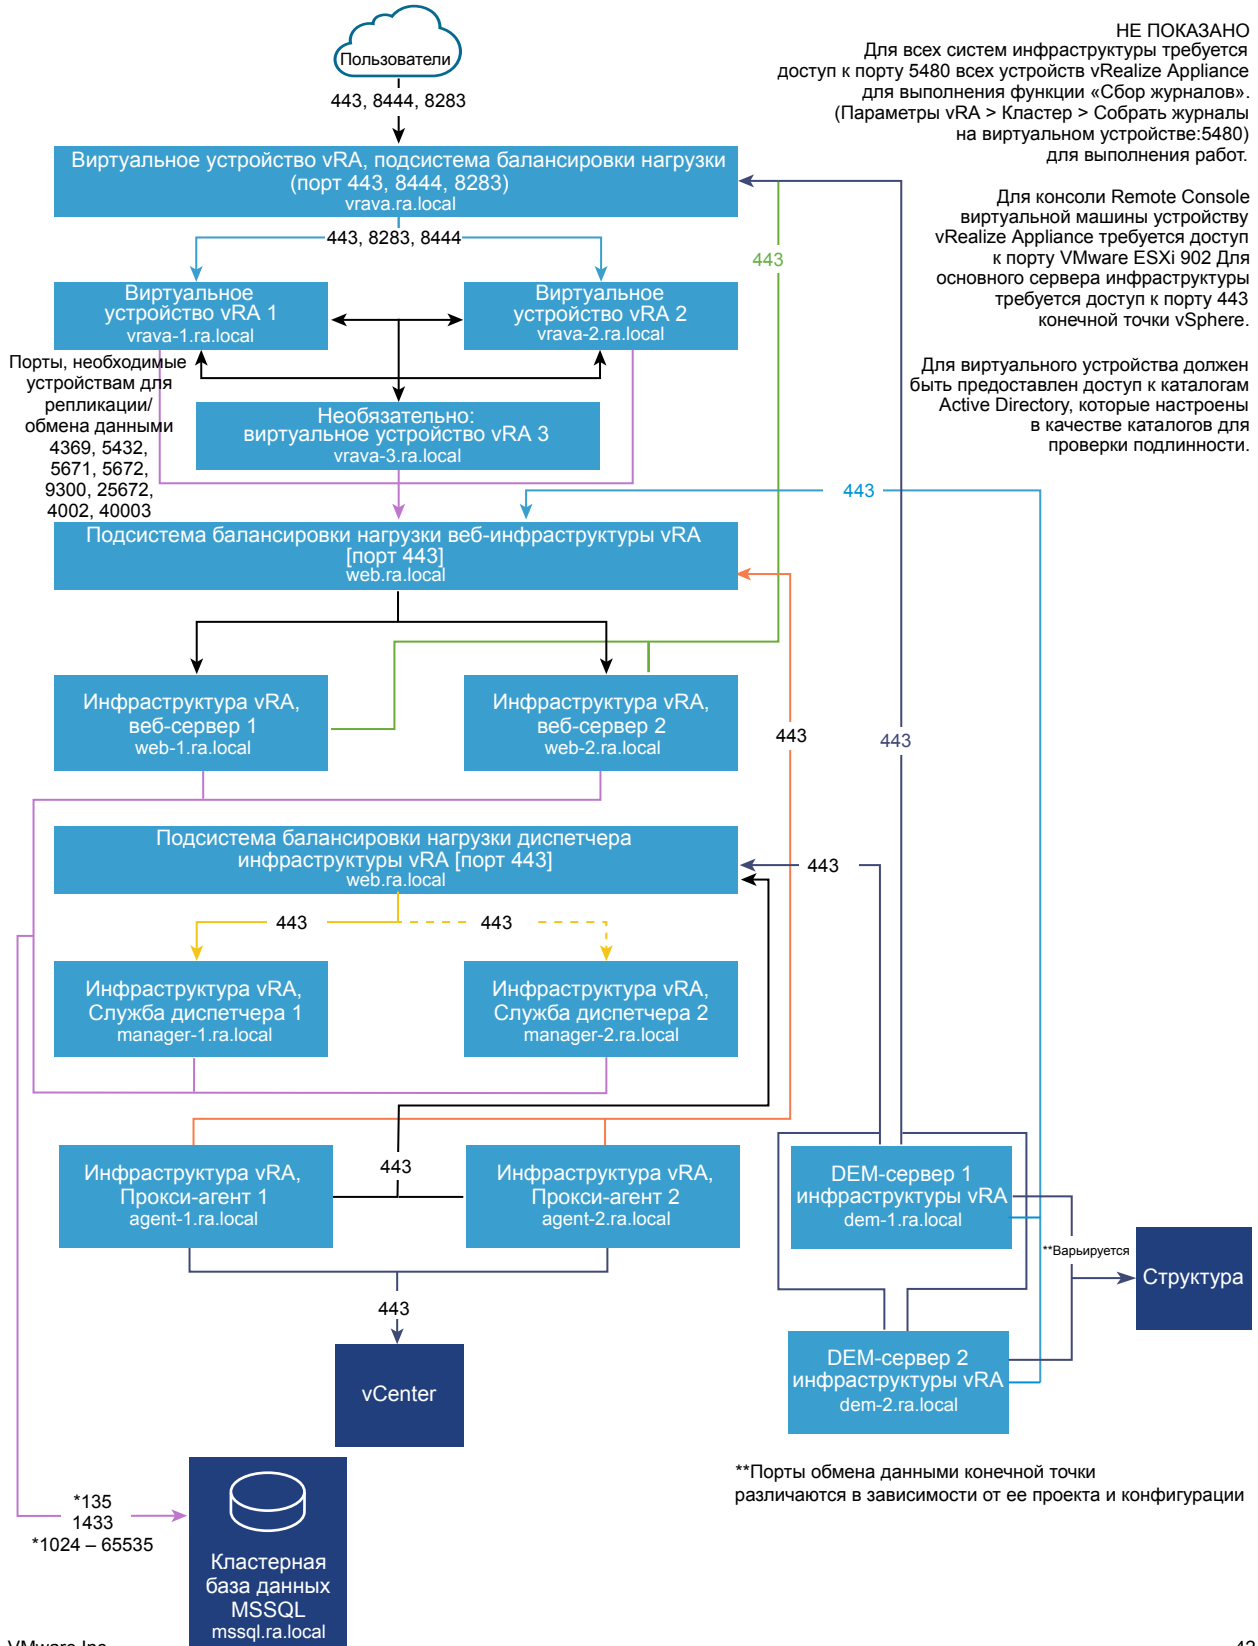 Пользователи
443, 8444, 8283
НЕ ПОКАЗАНО
Для всех систем инфраструктуры требуется
доступ к порту 5480 всех устройств vRealize Appliance
для выполнения функции «Сбор журналов».
(Параметры vRA > Кластер > Собрать журналы
на виртуальном устройстве:5480)
для выполнения работ.
Для консоли Remote Console
виртуальной машины устройству
vRealize Appliance требуется доступ
к порту VMware ESXi 902 Для
основного сервера инфраструктуры
требуется доступ к порту 443
конечной точки vSphere.
Для виртуального устройства должен
быть предоставлен доступ к каталогам
Active Directory, которые настроены
в качестве каталогов для
проверки подлинности.
Виртуальное устройство vRA, подсистема балансировки нагрузки
(порт 443, 8444, 8283)
vrava.ra.local
443, 8283, 8444
443
Виртуальное
устройство vRA 1
vrava-1.ra.local
Виртуальное
устройство vRA 2
vrava-2.ra.local
Порты, необходимые
устройствам для
репликации/
обмена данными
4369, 5432,
5671, 5672,
9300, 25672,
4002, 40003
Необязательно:
виртуальное устройство vRA 3
vrava-3.ra.local
443
Подсистема балансировки нагрузки веб-инфраструктуры vRA
[порт 443]
web.ra.local
Инфраструктура vRA,
веб-сервер 1
web-1.ra.local
Инфраструктура vRA,
веб-сервер 2
web-2.ra.local
443
443
Подсистема балансировки нагрузки диспетчера
инфраструктуры vRA [порт 443]
web.ra.local
443
443
443
Инфраструктура vRA,
Служба диспетчера 1
manager-1.ra.local
Инфраструктура vRA,
Служба диспетчера 2
manager-2.ra.local
Инфраструктура vRA,
Прокси-агент 1
agent-1.ra.local
443
Инфраструктура vRA,
Прокси-агент 2
agent-2.ra.local
DEM-сервер 1
инфраструктуры vRA
dem-1.ra.local
**Варьируется
Структура
443
vCenter
DEM-сервер 2
инфраструктуры vRA
dem-2.ra.local
**Порты обмена данными конечной точки
различаются в зависимости от ее проекта и конфигурации
*135
1433
*1024 – 65535
Кластерная
база данных
MSSQL
mssql.ra.local